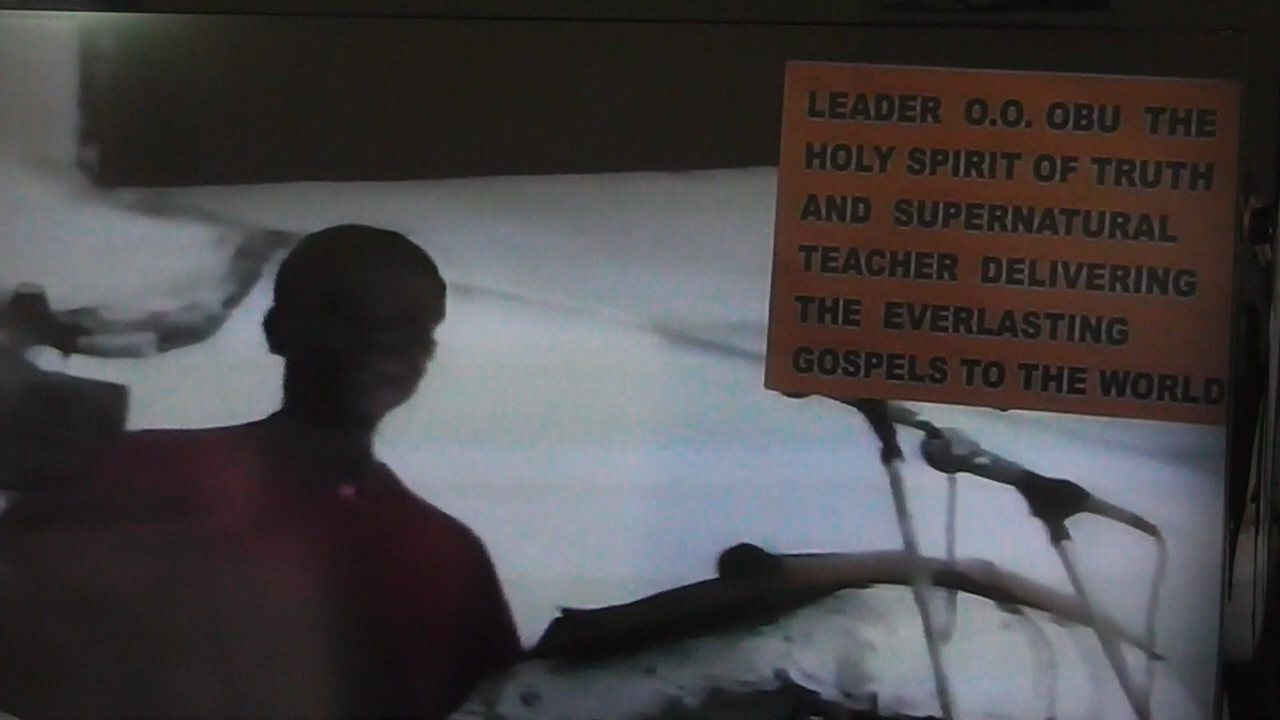 LEADER O.O. OBU THE
HOLY SPIRIT OF TRUTH
AND SUPERNATURAL
TEACHER DELIVERING
THE EVERLASTING
GOSPELS TO THE WORLD